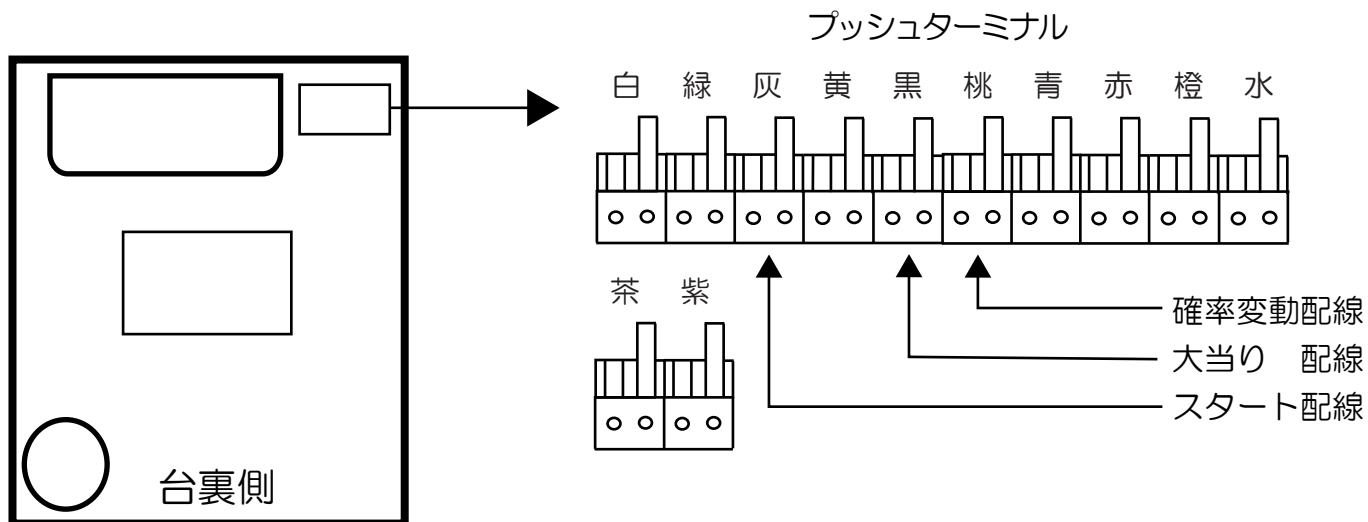 プッシュターミナル
白 緑 灰 黄 黒 桃 青 赤 橙 水
茶 紫
確率変動配線
大当り　配線
スタート配線
台裏側